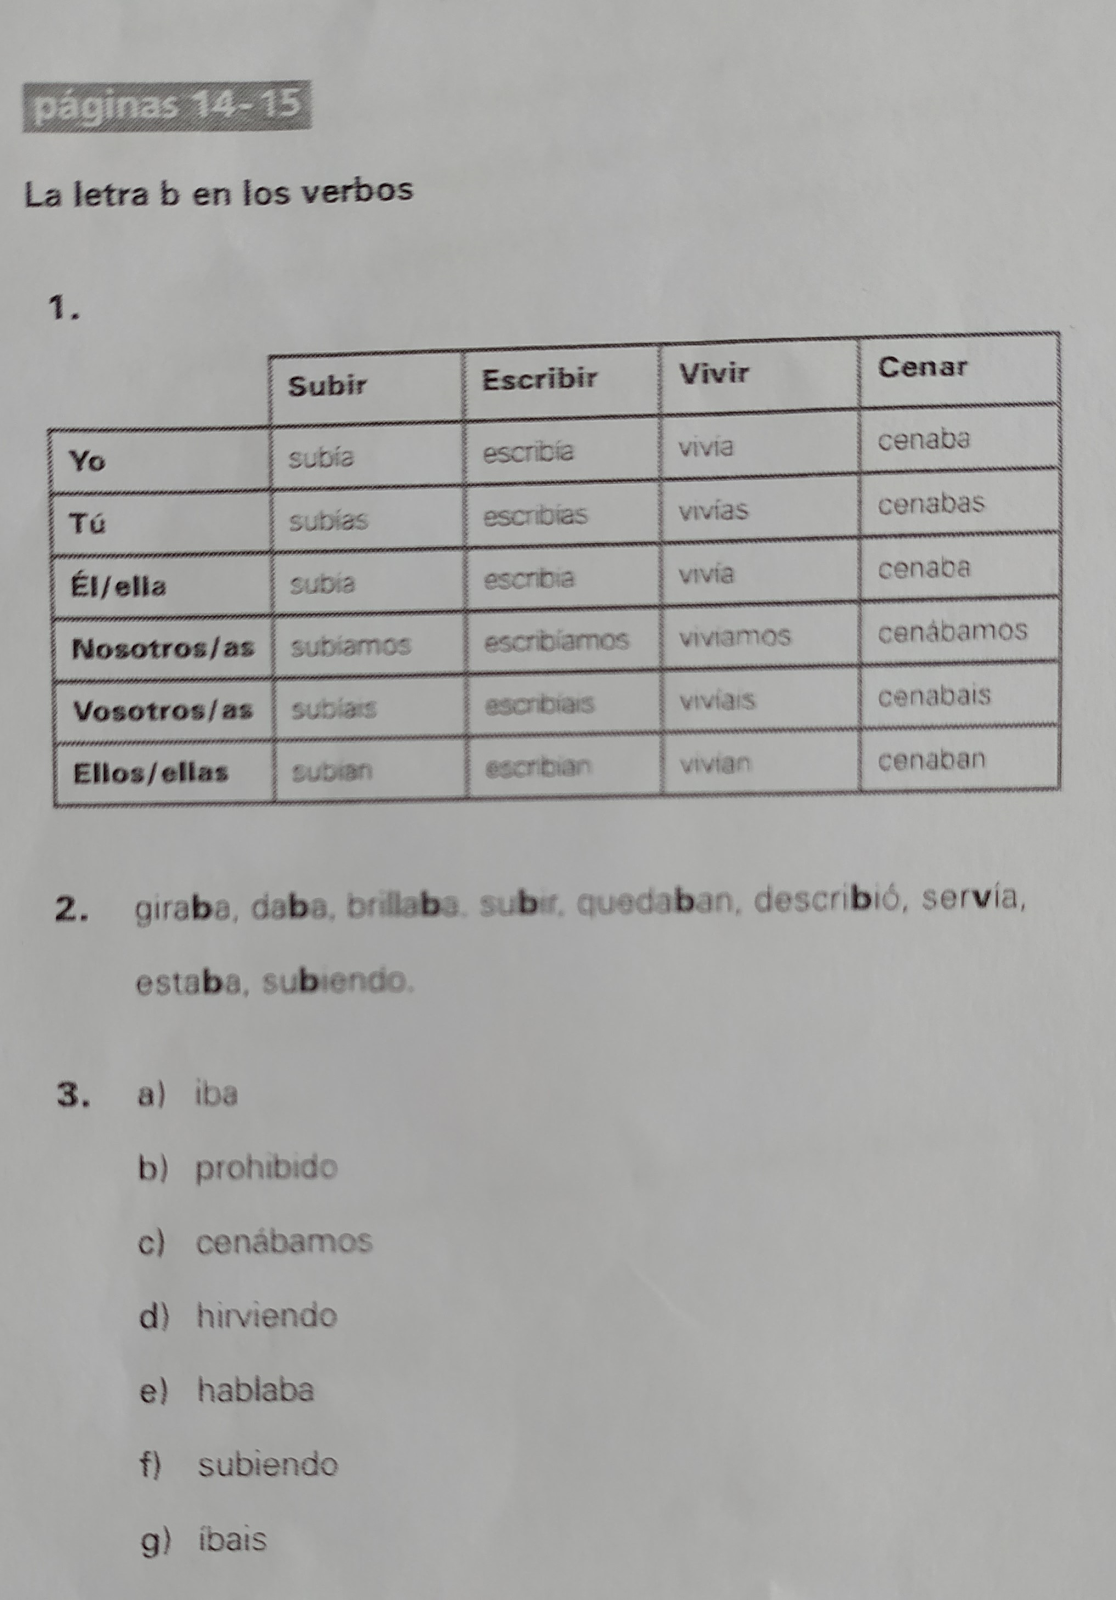 páginas 14-15
La letra b en los verbos
1.
Subir Escribir Vivir Cenar
Yo subía escribía vivía cenaba
Tú subías escribías vivías cenabas
Él/ella subía escribía vivía cenaba
Nosotros/as subíamos escribíamos vivíamos cenábamos
Vosotros/as subíais escribíais vivíais cenabais
Ellos/ellas subían escribían vivían cenaban
2. giraba, daba, brillaba. subir, quedaban, describió, servía,
estaba, subiendo.
3. a) iba
b) prohibido
c) cenábamos
d) hirviendo
e) hablaba
f) subiendo
g) íbais